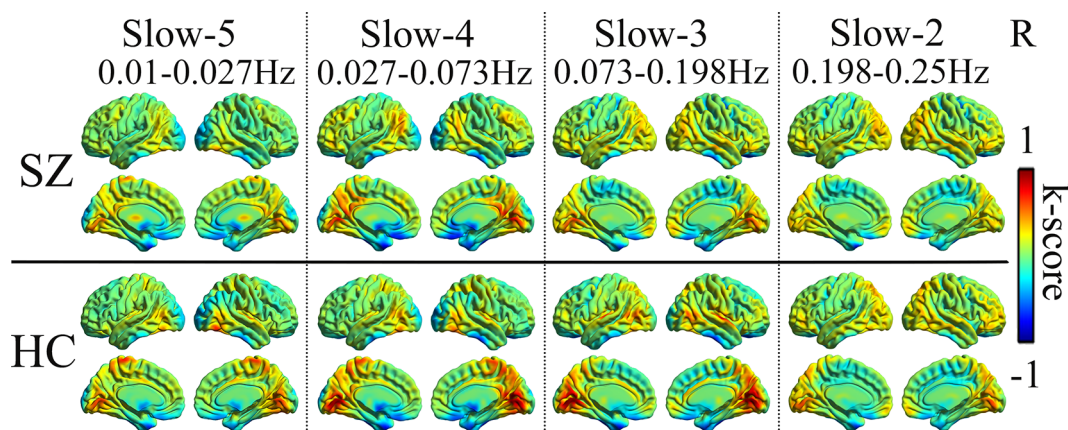 Slow-5 Slow-4 Slow-3 Slow-2 R
0.01-0.027Hz 0.027-0.073Hz 0.073-0.198Hz 0.198-0.25Hz
SZ
1
k-score
-1
HC